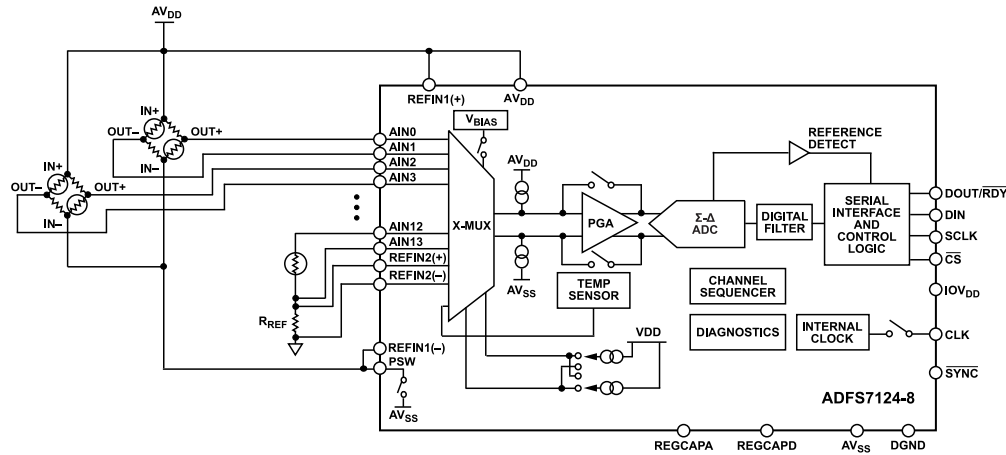 AVDD
REFIN1(+)
AVDD
IN+
OUT–
OUT+
IN–
IN+
OUT–
OUT+
IN–
AIN0
AIN1
AIN2
AIN3
AIN12
AIN13
REFIN2(+)
REFIN2(–)
RREF
REFIN1(–)
PSW
AVSS
VBIAS
X-MUX
AVDD
AVSS
PGA
TEMP
SENSOR
Σ-Δ
ADC
DIGITAL
FILTER
REFERENCE
DETECT
SERIAL
INTERFACE
AND
CONTROL
LOGIC
CHANNEL
SEQUENCER
DIAGNOSTICS
INTERNAL
CLOCK
VDD
DOUT/RDY
DIN
SCLK
CS
IOVDD
CLK
SYNC
ADFS7124-8
REGCAPA
REGCAPD
AVSS
DGND